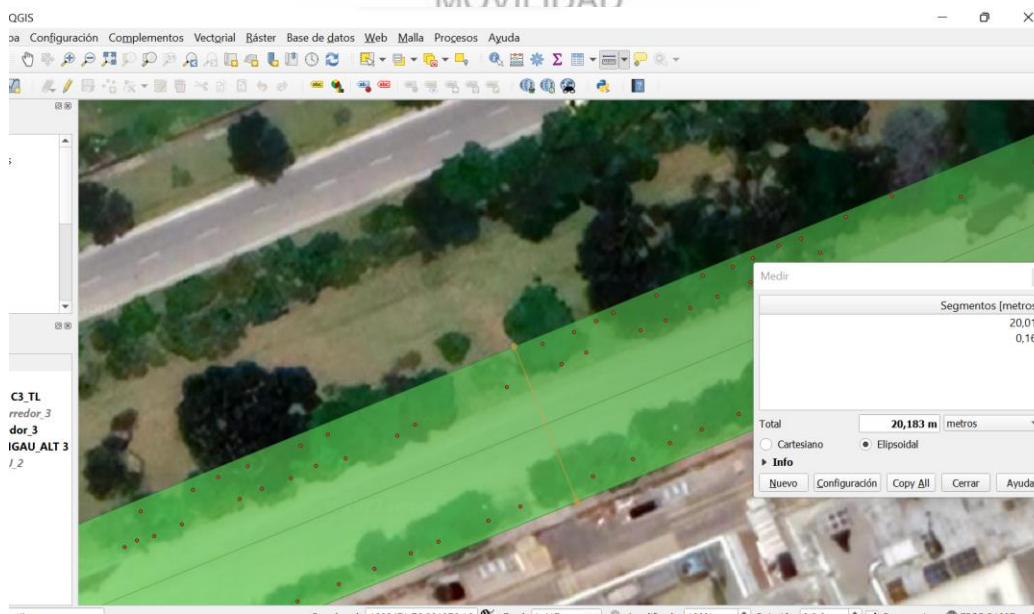 MOVILIDAD
QGIS
Configuración Complementos Vectorial Ráster Base de datos Web Malla Procesos Ayuda
Medir
Segmentos [metros
20,01
0,16
C3_TL
rredor_3
dor_3
IGAU_ALT 3
Total 20,183 m metros
Cartesiano Elipsoidal
Info
Nuevo Configuración Copy All Cerrar Ayuda